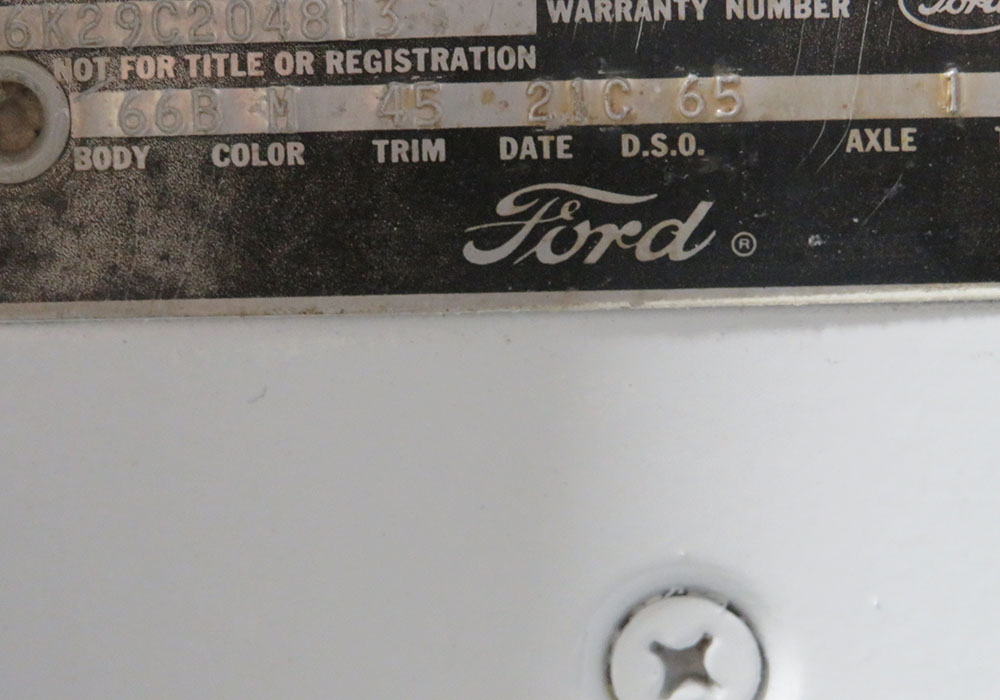 6K29C204813 WARRANTY NUMBER Ford
NOT FOR TITLE OR REGISTRATION
66B M 45 21C 65 1
BODY COLOR TRIM DATE D.S.O. AXLE
Ford ®